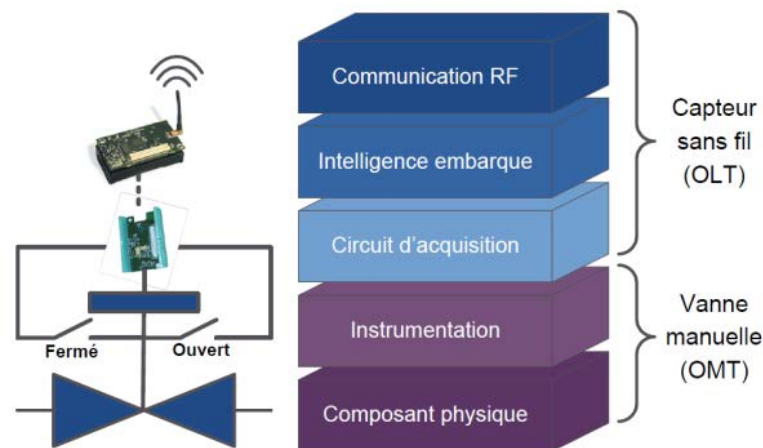 Communication RF
Intelligence embarque
Circuit d'acquisition
Instrumentation
Composant physique
Capteur
sans fil
(OLT)
Vanne
manuelle
(OMT)
Fermé
Ouvert